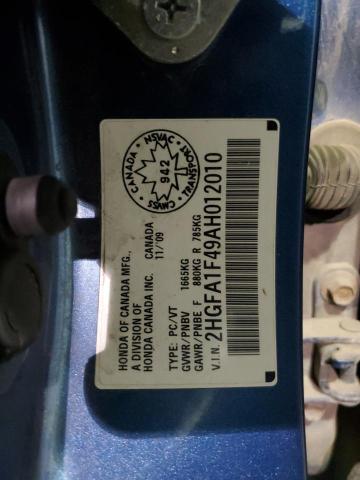 HONDA OF CANADA MFG.,
A DIVISION OF
HONDA CANADA INC. CANADA
11/09
TYPE: PC/VT
GVWR/PNBV 1665KG
GAWR/PNBE F 880KG R 785KG
V.I.N. 2HGFA1F49AH012010
CANADA
NSVAC
942
CMVSS
TRANSPORT